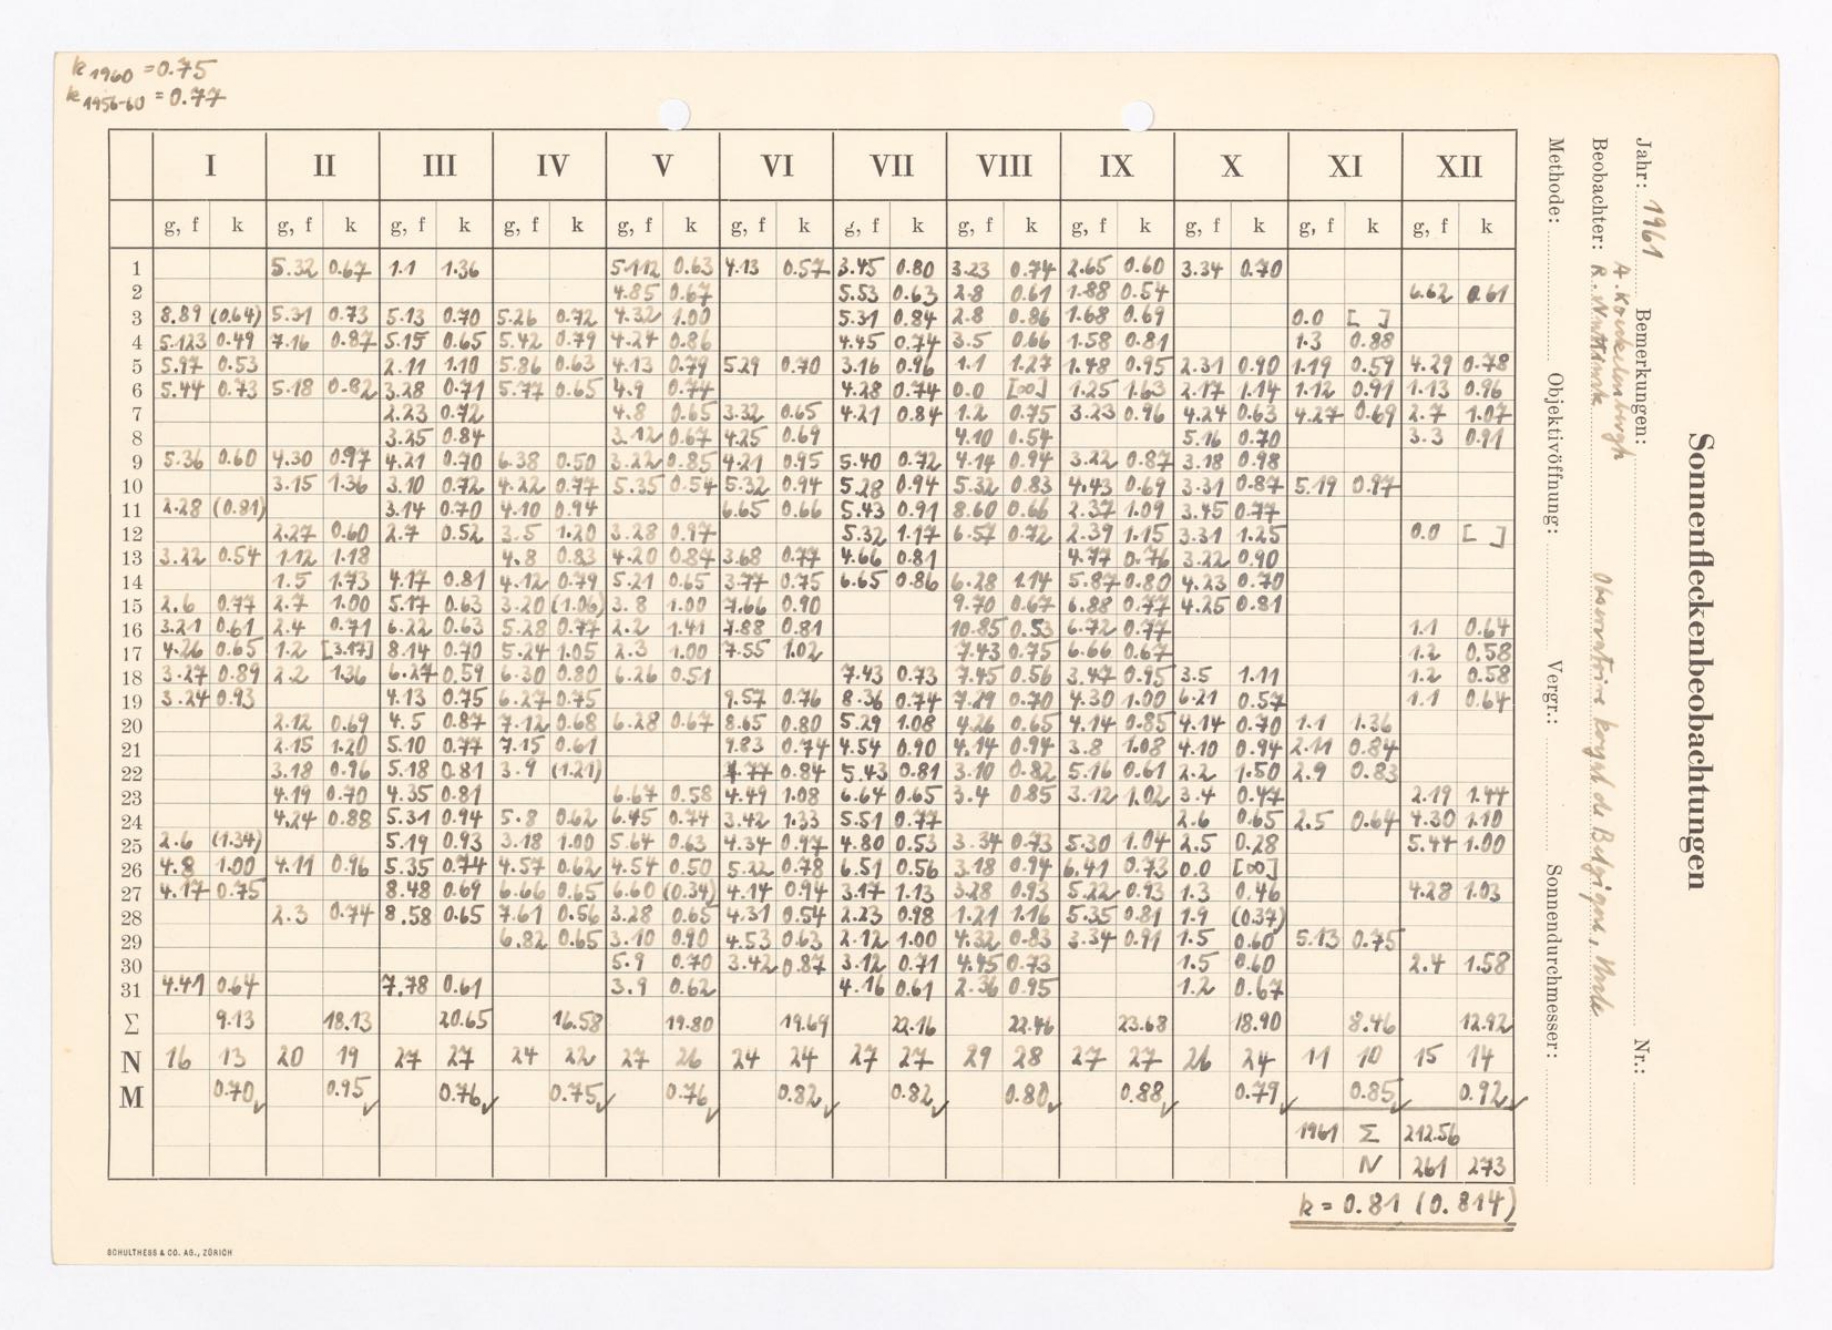 k 1960 = 0.75
k 1956-60 = 0.77
I II III IV V VI VII VIII IX X XI XII
g, f k g, f k g, f k g, f k g, f k g, f k g, f k g, f k g, f k g, f k g, f k g, f k
1 5.32 0.67 1.1 1.36 5.112 0.63 4.13 0.57 3.45 0.80 3.23 0.74 2.65 0.60 3.34 0.70
2 4.85 0.67 5.53 0.63 2.8 0.61 1.88 0.54 6.62 0.61
3 8.89 (0.64) 5.31 0.73 5.13 0.70 5.26 0.72 4.32 1.00 5.31 0.84 2.8 0.86 1.68 0.69 0.0 [ ]
4 5.123 0.49 7.16 0.87 5.15 0.65 5.42 0.79 4.24 0.86 4.45 0.74 3.5 0.66 1.58 0.81 1.3 0.88
5 5.97 0.53 2.11 1.10 5.86 0.63 4.13 0.79 5.29 0.70 3.16 0.96 1.1 1.27 1.48 0.95 2.31 0.90 1.19 0.59 4.29 0.78
6 5.44 0.73 5.18 0.82 3.28 0.71 5.77 0.65 4.9 0.74 4.28 0.74 0.0 [∞] 1.25 1.63 2.17 1.14 1.12 0.91 1.13 0.96
7 2.23 0.72 4.8 0.65 3.32 0.65 4.21 0.84 1.2 0.75 3.23 0.96 4.24 0.63 4.27 0.69 2.7 1.07
8 3.25 0.84 3.12 0.67 4.25 0.69 4.10 0.54 5.16 0.70 3.3 0.91
9 5.36 0.60 4.30 0.97 4.21 0.70 6.38 0.50 3.22 0.85 4.21 0.95 5.40 0.72 4.14 0.94 3.22 0.87 3.18 0.98
10 3.15 1.36 3.10 0.72 4.22 0.77 5.35 0.54 5.32 0.94 5.28 0.94 5.32 0.83 4.43 0.69 3.31 0.87 5.19 0.97
11 2.28 (0.81) 3.14 0.70 4.10 0.94 6.65 0.66 5.43 0.91 8.60 0.66 2.37 1.09 3.45 0.77
12 2.27 0.60 2.7 0.52 3.5 1.20 3.28 0.97 5.32 1.17 6.57 0.72 2.39 1.15 3.31 1.25 0.0 [ ]
13 3.22 0.54 1.12 1.18 4.8 0.83 4.20 0.87 3.68 0.77 4.66 0.81 4.77 0.76 3.22 0.90
14 1.5 1.73 4.17 0.81 4.12 0.79 5.21 0.65 3.77 0.75 6.65 0.86 6.28 1.14 5.87 0.80 4.23 0.70
15 2.6 0.77 2.7 1.00 5.17 0.63 3.20 (1.06) 3.8 1.00 7.66 0.90 9.70 0.67 6.88 0.77 4.25 0.81
16 3.21 0.61 2.4 0.71 6.22 0.63 5.28 0.77 2.2 1.41 7.88 0.81 10.85 0.53 6.72 0.77 1.1 0.64
17 4.26 0.65 1.2 [3.17] 8.14 0.70 5.24 1.05 2.3 1.00 7.55 1.02 7.43 0.75 6.66 0.67 1.2 0.58
18 3.27 0.89 2.2 1.36 6.27 0.59 6.30 0.80 6.26 0.51 7.43 0.73 7.45 0.56 3.47 0.95 3.5 1.11 1.2 0.58
19 3.24 0.93 4.13 0.75 6.27 0.75 9.57 0.76 8.36 0.74 7.29 0.70 4.30 1.00 6.21 0.57 1.1 0.64
20 2.12 0.69 4.5 0.87 7.12 0.68 6.28 0.67 8.65 0.80 5.29 1.08 4.26 0.65 4.14 0.85 4.14 0.70 1.1 1.36
21 2.15 1.20 5.10 0.77 7.15 0.61 9.83 0.74 4.54 0.90 4.14 0.94 3.8 1.08 4.10 0.94 2.11 0.84
22 3.18 0.96 5.18 0.81 3.9 (1.21) 0.84 5.43 0.81 3.10 0.82 5.16 0.61 2.2 1.50 2.9 0.83
23 4.19 0.70 4.35 0.81 6.67 0.58 4.49 1.08 6.64 0.65 3.4 0.85 3.12 1.02 3.4 0.47 2.19 1.44
24 4.24 0.88 5.31 0.94 5.8 0.62 6.45 0.74 3.42 1.33 5.51 0.77 2.6 0.65 2.5 0.64 4.30 1.10
25 2.6 (1.34) 5.19 0.93 3.18 1.00 5.64 0.63 4.34 0.97 4.80 0.53 3.34 0.73 5.30 1.04 2.5 0.28 5.44 1.00
26 4.8 1.00 4.11 0.96 5.35 0.74 4.57 0.62 4.54 0.50 5.22 0.78 6.51 0.56 3.18 0.94 6.41 0.73 0.0 [∞]
27 4.17 0.75 8.48 0.69 6.66 0.65 6.60 (0.34) 4.14 0.94 3.17 1.13 3.28 0.93 5.22 0.93 1.3 0.46 4.28 1.03
28 2.3 0.74 8.58 0.65 7.61 0.56 3.28 0.65 4.31 0.54 2.23 0.98 1.21 1.16 5.35 0.81 1.9 (0.37)
29 6.82 0.65 3.10 0.90 4.53 0.63 2.12 1.00 4.32 0.83 3.34 0.91 1.5 0.60 5.13 0.75
30 5.9 0.70 3.42 0.87 3.12 0.71 4.45 0.73 1.5 0.60 2.4 1.58
31 4.41 0.64 7.78 0.61 3.9 0.62 4.16 0.61 2.36 0.95 1.2 0.67
Σ 9.13 18.13 20.65 16.58 19.80 19.69 22.16 22.46 23.68 18.90 8.46 12.92
N 16 13 20 19 27 27 24 22 27 26 24 24 27 27 29 28 27 27 26 24 11 10 15 14
M 0.70 0.95 0.76 0.75 0.76 0.82 0.82 0.80 0.88 0.79 0.85 0.92
1961 Σ 212.56
N 261 273
k = 0.81 (0.814)
SCHULTHESS & CO. AG., ZÜRICH
Sonnenfleckenbeobachtungen
Jahr: 1961 Bemerkungen: Nr.:
A. Koeckelenbergh
Beobachter: R. Observatoire Royal de Belgique, Uccle
Methode: Objektivöffnung: Vergr.: Sonnendurchmesser: